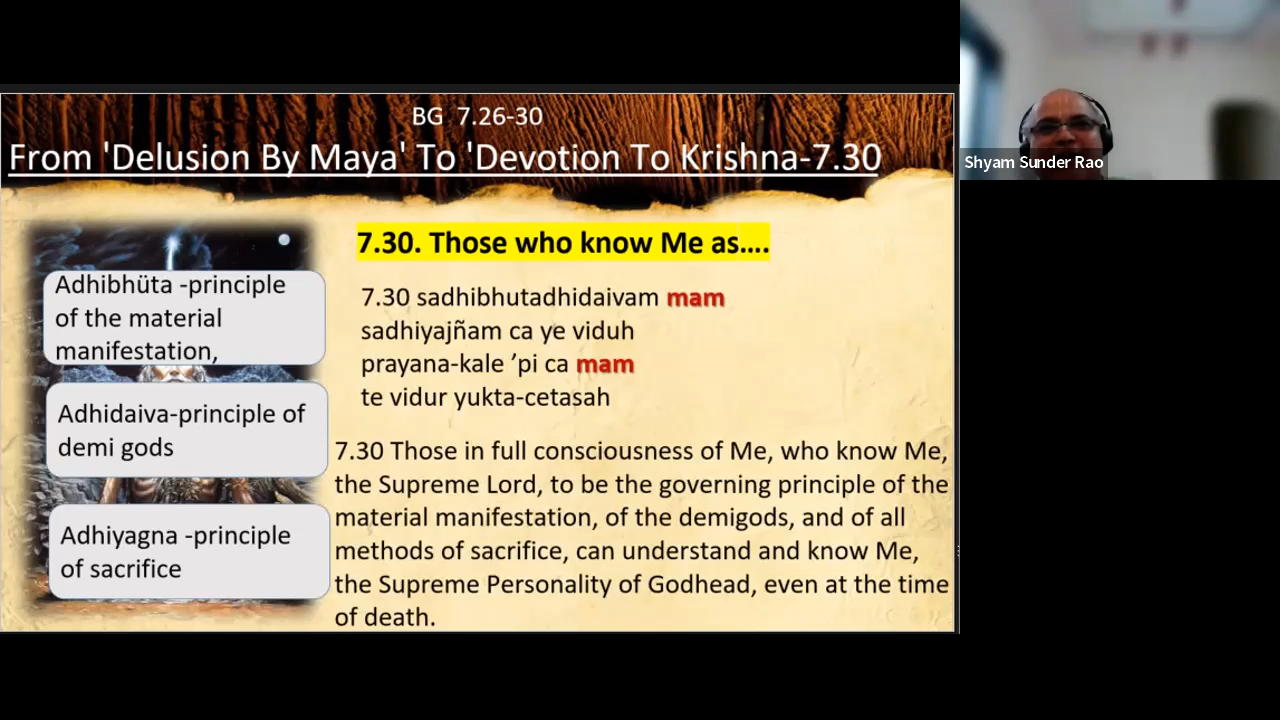 BG 7.26-30
From 'Delusion By Maya' To 'Devotion To Krishna-7.30
Adhibhüta -principle
of the material
manifestation,
Adhidaiva-principle of
demi gods
Adhiyagna -principle
of sacrifice
7.30. Those who know Me as....
7.30 sadhibhutadhidaivam mam
sadhiyajñam ca ye viduh
prayana-kale ’pi ca mam
te vidur yukta-cetasah
7.30 Those in full consciousness of Me, who know Me,
the Supreme Lord, to be the governing principle of the
material manifestation, of the demigods, and of all
methods of sacrifice, can understand and know Me,
the Supreme Personality of Godhead, even at the time
of death.
Shyam Sunder Rao